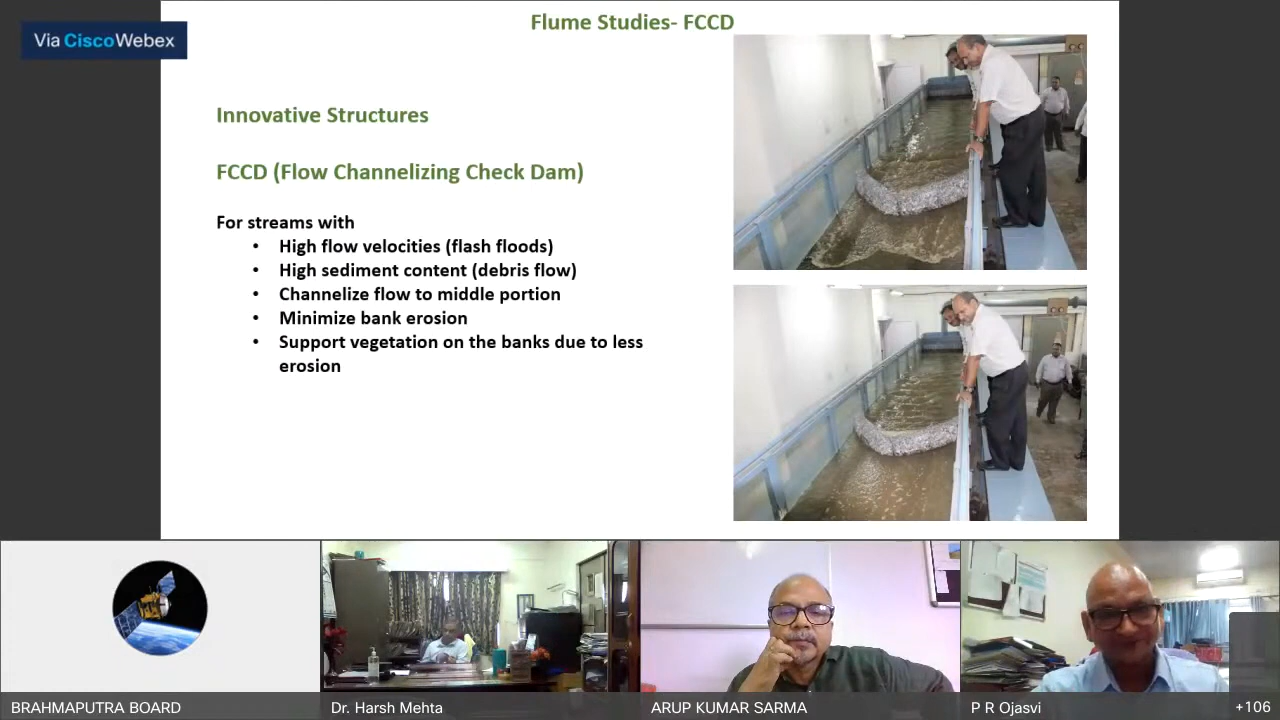 Flume Studies- FCCD
Via CiscoWebex
Innovative Structures
FCCD (Flow Channelizing Check Dam)
For streams with
• High flow velocities (flash floods)
• High sediment content (debris flow)
• Channelize flow to middle portion
• Minimize bank erosion
• Support vegetation on the banks due to less
erosion
BRAHMAPUTRA BOARD
Dr. Harsh Mehta
ARUP KUMAR SARMA
P R Ojasvi
+106